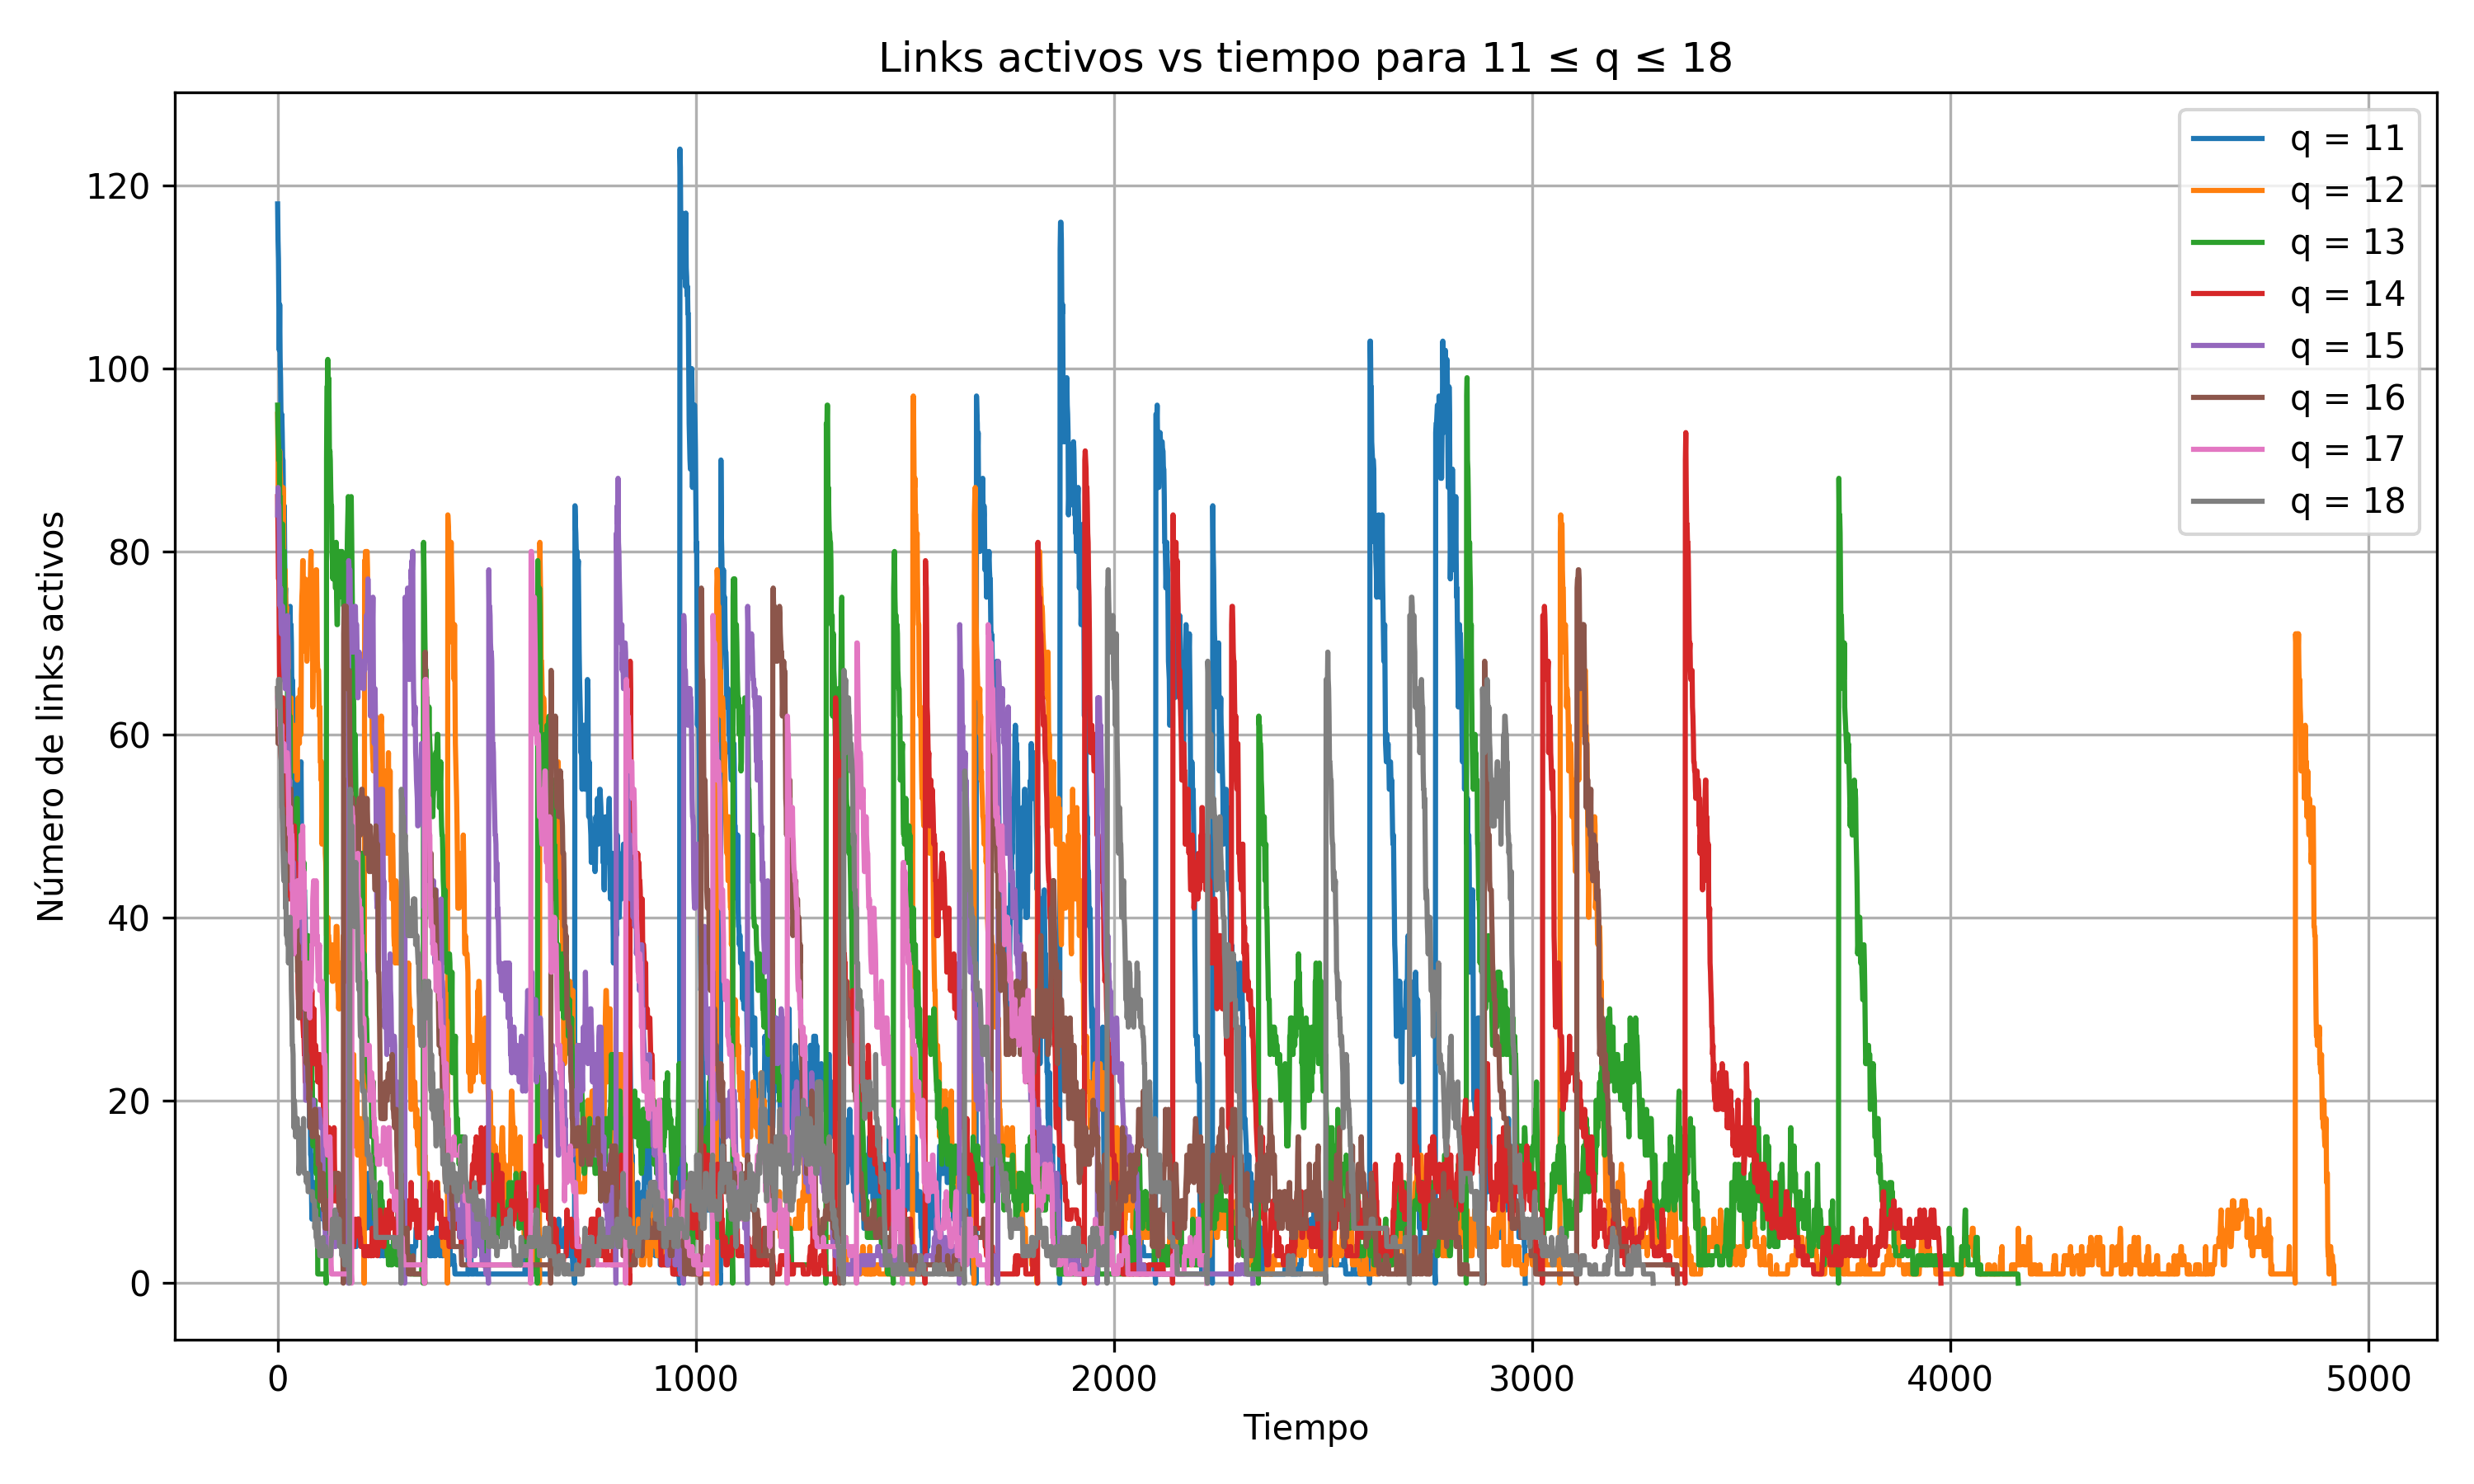 Links activos vs tiempo para 11 ≤ q ≤ 18
Número de links activos
120
100
80
60
40
20
0
q = 11
q = 12
q = 13
q = 14
q = 15
q = 16
q = 17
q = 18
0 1000 2000 3000 4000 5000
Tiempo